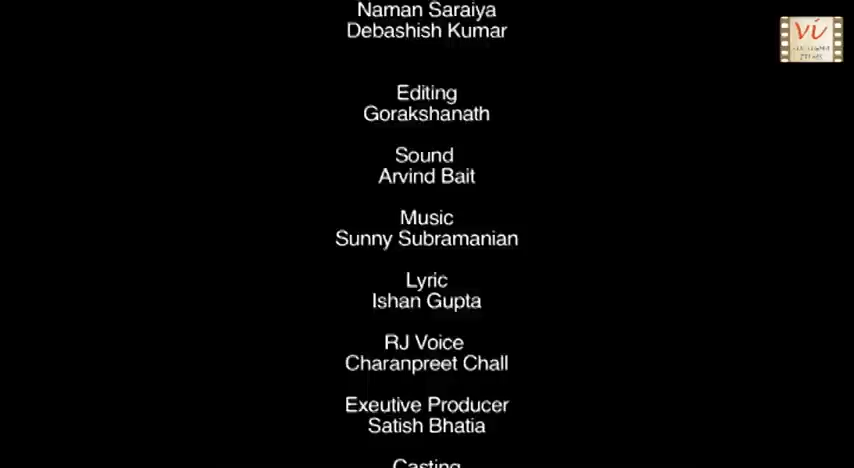 Naman Saraiya
Debashish Kumar
vi
Editing
Gorakshanath
Sound
Arvind Bait
Music
Sunny Subramanian
Lyric
Ishan Gupta
RJ Voice
Charanpreet Chall
Exeutive Producer
Satish Bhatia
Casting